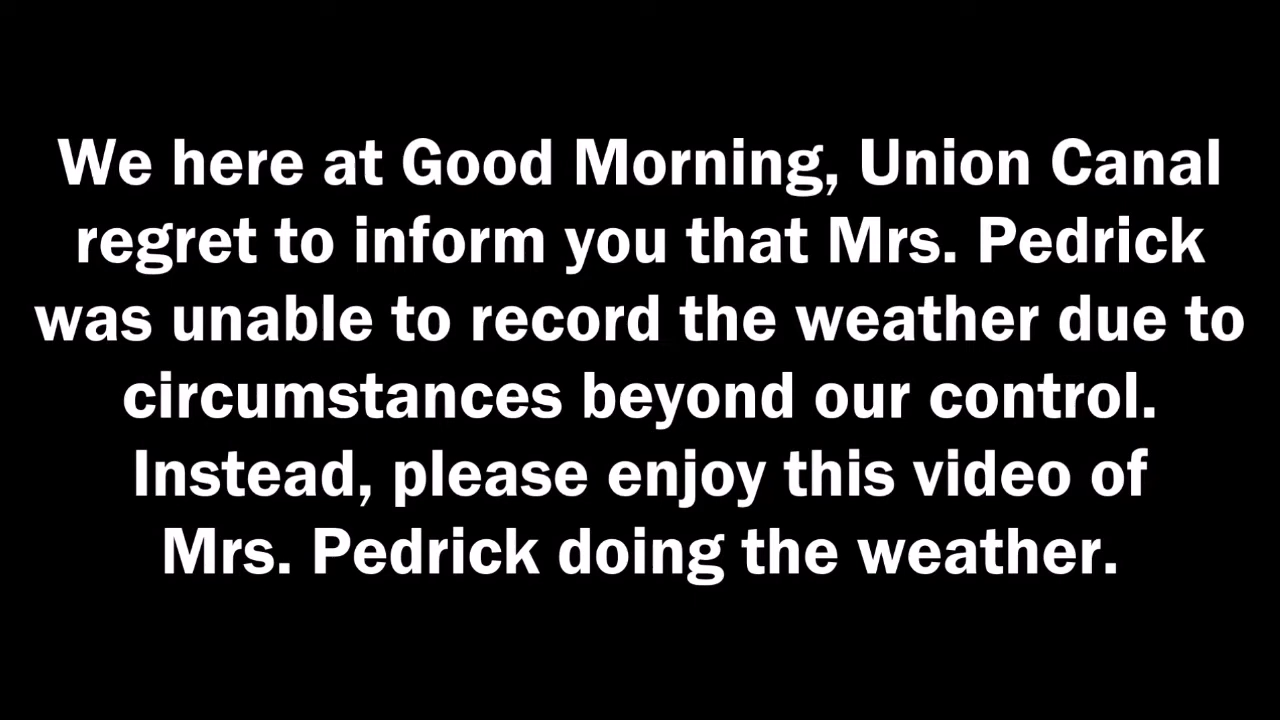 We here at Good Morning, Union Canal
regret to inform you that Mrs. Pedrick
was unable to record the weather due to
circumstances beyond our control.
Instead, please enjoy this video of
Mrs. Pedrick doing the weather.